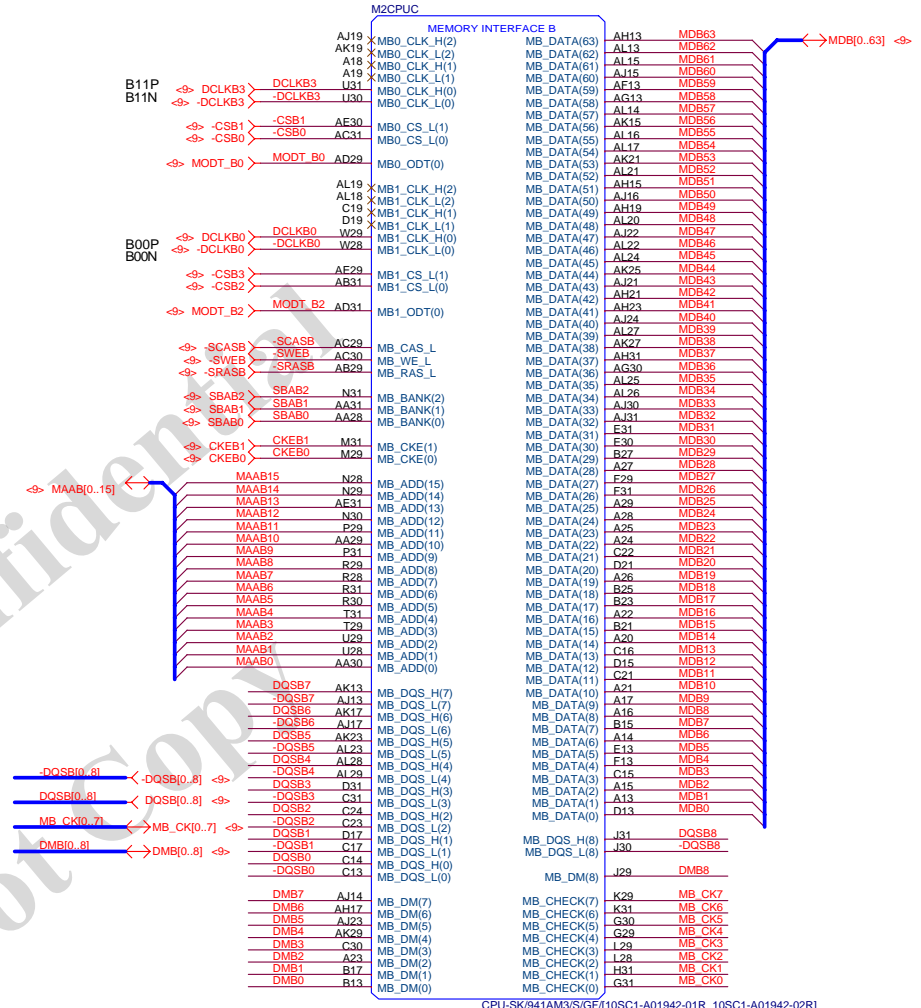 M2CPUC
MEMORY INTERFACE B
AJ19 MB0_CLK_H(2)
AK19 MB0_CLK_L(2)
A18 MB0_CLK_H(1)
A19 MB0_CLK_L(1)
B11P <9> DCLKB3 DCLKB3 U31 MB0_CLK_H(0)
B11N <9> -DCLKB3 -DCLKB3 U30 MB0_CLK_L(0)
<9> -CSB1 -CSB1 AE30 MB0_CS_L(1)
<9> -CSB0 -CSB0 AC31 MB0_CS_L(0)
<9> MODT_B0 MODT_B0 AD29 MB0_ODT(0)
AL19 MB1_CLK_H(2)
AL18 MB1_CLK_L(2)
C19 MB1_CLK_H(1)
D19 MB1_CLK_L(1)
B00P <9> DCLKB0 DCLKB0 W29 MB1_CLK_H(0)
B00N <9> -DCLKB0 -DCLKB0 W28 MB1_CLK_L(0)
<9> -CSB3 AE29 MB1_CS_L(1)
<9> -CSB2 AB31 MB1_CS_L(0)
<9> MODT_B2 MODT_B2 AD31 MB1_ODT(0)
<9> -SCASB -SCASB AC29 MB_CAS_L
<9> -SWEB -SWEB AC30 MB_WE_L
<9> -SRASB -SRASB AB29 MB_RAS_L
<9> SBAB2 SBAB2 N31 MB_BANK(2)
<9> SBAB1 SBAB1 AA31 MB_BANK(1)
<9> SBAB0 SBAB0 AA28 MB_BANK(0)
<9> CKEB1 CKEB1 M31 MB_CKE(1)
<9> CKEB0 CKEB0 M29 MB_CKE(0)
<9> MAAB[0..15]
MAAB15 N28 MB_ADD(15)
MAAB14 N29 MB_ADD(14)
MAAB13 AE31 MB_ADD(13)
MAAB12 N30 MB_ADD(12)
MAAB11 P29 MB_ADD(11)
MAAB10 AA29 MB_ADD(10)
MAAB9 P31 MB_ADD(9)
MAAB8 R29 MB_ADD(8)
MAAB7 R28 MB_ADD(7)
MAAB6 R31 MB_ADD(6)
MAAB5 R30 MB_ADD(5)
MAAB4 T31 MB_ADD(4)
MAAB3 T29 MB_ADD(3)
MAAB2 U29 MB_ADD(2)
MAAB1 U28 MB_ADD(1)
MAAB0 AA30 MB_ADD(0)
DQSB7 AK13 MB_DQS_H(7)
-DQSB7 AJ13 MB_DQS_L(7)
DQSB6 AK17 MB_DQS_H(6)
-DQSB6 AJ17 MB_DQS_L(6)
DQSB5 AK23 MB_DQS_H(5)
-DQSB5 AL23 MB_DQS_L(5)
DQSB4 AL28 MB_DQS_H(4)
-DQSB4 AL29 MB_DQS_L(4)
DQSB3 D31 MB_DQS_H(3)
-DQSB3 C31 MB_DQS_L(3)
DQSB2 C24 MB_DQS_H(2)
-DQSB2 C23 MB_DQS_L(2)
DQSB1 D17 MB_DQS_H(1)
-DQSB1 C17 MB_DQS_L(1)
DQSB0 C14 MB_DQS_H(0)
-DQSB0 C13 MB_DQS_L(0)
-DQSB[0..8] -DQSB[0..8] <9>
DQSB[0..8] DQSB[0..8] <9>
MB_CK[0..7] MB_CK[0..7] <9>
DMB[0..8] DMB[0..8] <9>
DMB7 AJ14 MB_DM(7)
DMB6 AH17 MB_DM(6)
DMB5 AJ23 MB_DM(5)
DMB4 AK29 MB_DM(4)
DMB3 C30 MB_DM(3)
DMB2 A23 MB_DM(2)
DMB1 B17 MB_DM(1)
DMB0 B13 MB_DM(0)
MB_DATA(63) AH13 MDB63
MDB[0..63] <9>
MB_DATA(62) AL13 MDB62
MB_DATA(61) AL15 MDB61
MB_DATA(60) AJ15 MDB60
MB_DATA(59) AF13 MDB59
MB_DATA(58) AG13 MDB58
MB_DATA(57) AL14 MDB57
MB_DATA(56) AK15 MDB56
MB_DATA(55) AL16 MDB55
MB_DATA(54) AL17 MDB54
MB_DATA(53) AK21 MDB53
MB_DATA(52) AL21 MDB52
MB_DATA(51) AH15 MDB51
MB_DATA(50) AJ16 MDB50
MB_DATA(49) AH19 MDB49
MB_DATA(48) AL20 MDB48
MB_DATA(47) AJ22 MDB47
MB_DATA(46) AL22 MDB46
MB_DATA(45) AL24 MDB45
MB_DATA(44) AK25 MDB44
MB_DATA(43) AJ21 MDB43
MB_DATA(42) AH21 MDB42
MB_DATA(41) AH23 MDB41
MB_DATA(40) AJ24 MDB40
MB_DATA(39) AL27 MDB39
MB_DATA(38) AK27 MDB38
MB_DATA(37) AH31 MDB37
MB_DATA(36) AG30 MDB36
MB_DATA(35) AL25 MDB35
MB_DATA(34) AL26 MDB34
MB_DATA(33) AJ30 MDB33
MB_DATA(32) AJ31 MDB32
MB_DATA(31) E31 MDB31
MB_DATA(30) E30 MDB30
MB_DATA(29) B27 MDB29
MB_DATA(28) A27 MDB28
MB_DATA(27) F29 MDB27
MB_DATA(26) F31 MDB26
MB_DATA(25) A29 MDB25
MB_DATA(24) A28 MDB24
MB_DATA(23) A25 MDB23
MB_DATA(22) A24 MDB22
MB_DATA(21) C22 MDB21
MB_DATA(20) D21 MDB20
MB_DATA(19) A26 MDB19
MB_DATA(18) B25 MDB18
MB_DATA(17) B23 MDB17
MB_DATA(16) A22 MDB16
MB_DATA(15) B21 MDB15
MB_DATA(14) A20 MDB14
MB_DATA(13) C16 MDB13
MB_DATA(12) D15 MDB12
MB_DATA(11) C21 MDB11
MB_DATA(10) A21 MDB10
MB_DATA(9) A17 MDB9
MB_DATA(8) A16 MDB8
MB_DATA(7) B15 MDB7
MB_DATA(6) A14 MDB6
MB_DATA(5) E13 MDB5
MB_DATA(4) F13 MDB4
MB_DATA(3) C15 MDB3
MB_DATA(2) A15 MDB2
MB_DATA(1) A13 MDB1
MB_DATA(0) D13 MDB0
MB_DQS_H(8) J31 DQSB8
MB_DQS_L(8) J30 -DQSB8
MB_DM(8) J29 DMB8
MB_CHECK(7) K29 MB_CK7
MB_CHECK(6) K31 MB_CK6
MB_CHECK(5) G30 MB_CK5
MB_CHECK(4) G29 MB_CK4
MB_CHECK(3) L29 MB_CK3
MB_CHECK(2) L28 MB_CK2
MB_CHECK(1) H31 MB_CK1
MB_CHECK(0) G31 MB_CK0
CPU-SK/941AM3/S/GF/[10SC1-A01942-01R, 10SC1-A01942-02R]
Copy